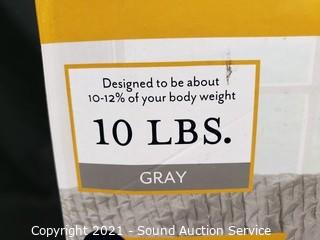 Designed to be about
10-12% of your body weight
10 LBS.
GRAY
Copyright 2021 - Sound Auction Service